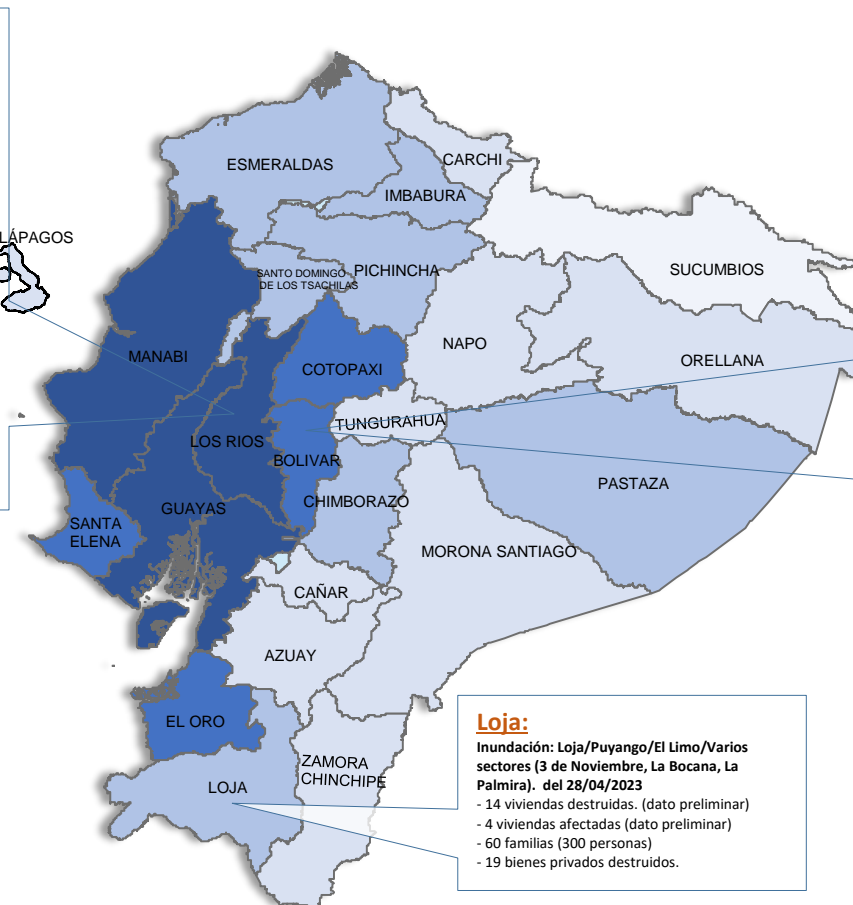 ESMERALDAS
CARCHI
IMBABURA
LÁPAGOS
SUCUMBIOS
SANTO DOMINGO
DE LOS TSACHILAS
PICHINCHA
NAPO
MANABI
COTOPAXI
ORELLANA
TUNGURAHUA
LOS RIOS
BOLIVAR
PASTAZA
CHIMBORAZO
GUAYAS
SANTA
ELENA
MORONA SANTIAGO
CAÑAR
AZUAY
EL ORO
ZAMORA
CHINCHIPE
LOJA
Loja:
Inundación: Loja/Puyango/El Limo/Varios
sectores (3 de Noviembre, La Bocana, La
Palmira).  del 28/04/2023
- 14 viviendas destruidas. (dato preliminar)
- 4 viviendas afectadas (dato preliminar)
- 60 familias (300 personas)
- 19 bienes privados destruidos.